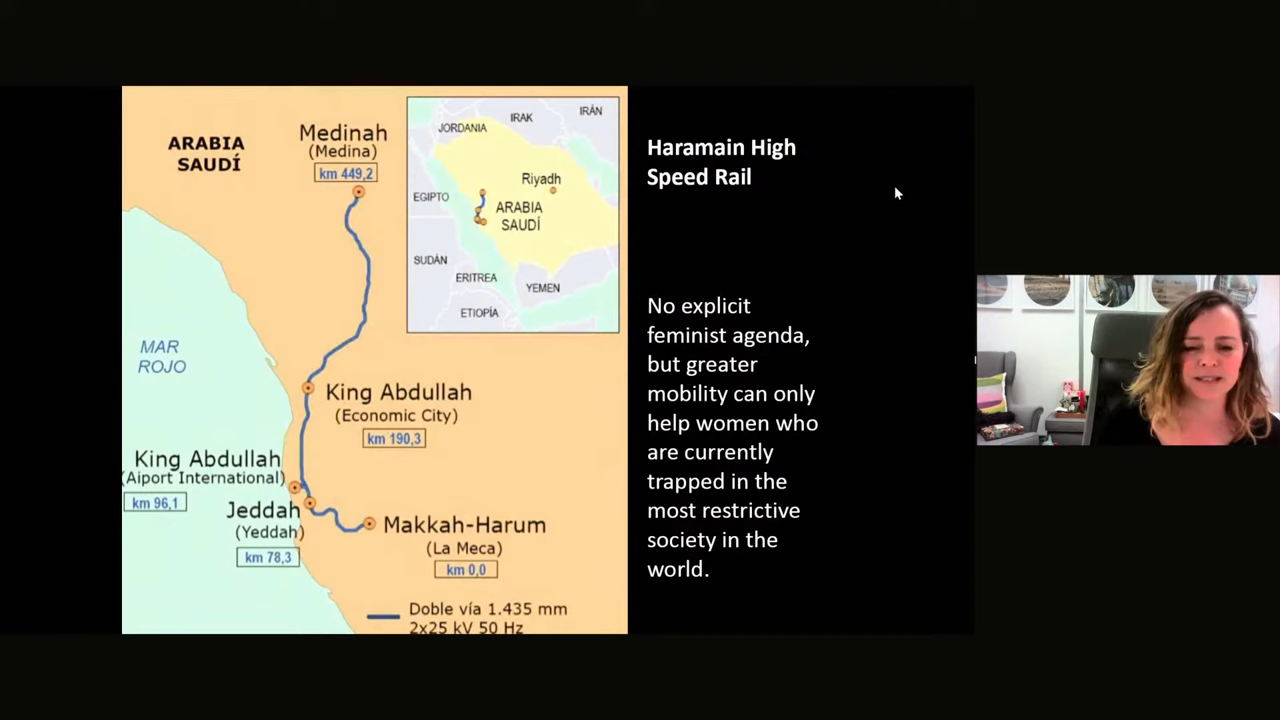 ARABIA
SAUDÍ
Medinah
(Medina)
km 449,2
MAR
ROJO
King Abdullah
(Economic City)
km 190,3
King Abdullah
(Aiport International)
km 96,1
Jeddah
(Yeddah)
km 78,3
Makkah-Harum
(La Meca)
km 0,0
Doble vía 1.435 mm
2x25 kV 50 Hz
JORDANIA
IRAK
IRÁN
EGIPTO
Riyadh
ARABIA
SAUDÍ
SUDÁN
ERITREA
YEMEN
ETIOPÍA
Haramain High
Speed Rail
No explicit
feminist agenda,
but greater
mobility can only
help women who
are currently
trapped in the
most restrictive
society in the
world.